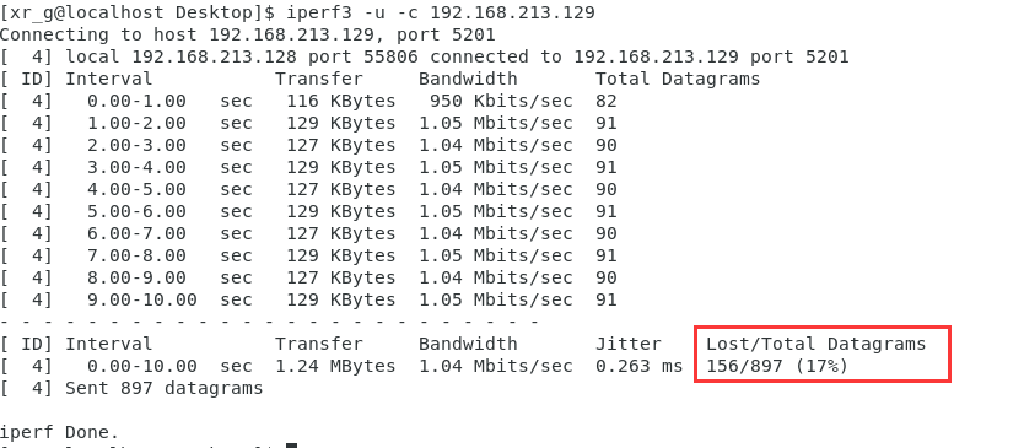 [xr_g@localhost Desktop]$ iperf3 -u -c 192.168.213.129
Connecting to host 192.168.213.129, port 5201
[  4] local 192.168.213.128 port 55806 connected to 192.168.213.129 port 5201
[ ID] Interval           Transfer     Bandwidth       Total Datagrams
[  4]   0.00-1.00   sec   116 KBytes   950 Kbits/sec  82
[  4]   1.00-2.00   sec   129 KBytes  1.05 Mbits/sec  91
[  4]   2.00-3.00   sec   127 KBytes  1.04 Mbits/sec  90
[  4]   3.00-4.00   sec   129 KBytes  1.05 Mbits/sec  91
[  4]   4.00-5.00   sec   127 KBytes  1.04 Mbits/sec  90
[  4]   5.00-6.00   sec   129 KBytes  1.05 Mbits/sec  91
[  4]   6.00-7.00   sec   127 KBytes  1.04 Mbits/sec  90
[  4]   7.00-8.00   sec   129 KBytes  1.05 Mbits/sec  91
[  4]   8.00-9.00   sec   127 KBytes  1.04 Mbits/sec  90
[  4]   9.00-10.00  sec   129 KBytes  1.05 Mbits/sec  91
- - - - - - - - - - - - - - - - - - - - - - - - -
[ ID] Interval           Transfer     Bandwidth       Jitter    Lost/Total Datagrams
[  4]   0.00-10.00  sec  1.24 MBytes  1.04 Mbits/sec  0.263 ms  156/897 (17%)
[  4] Sent 897 datagrams
iperf Done.